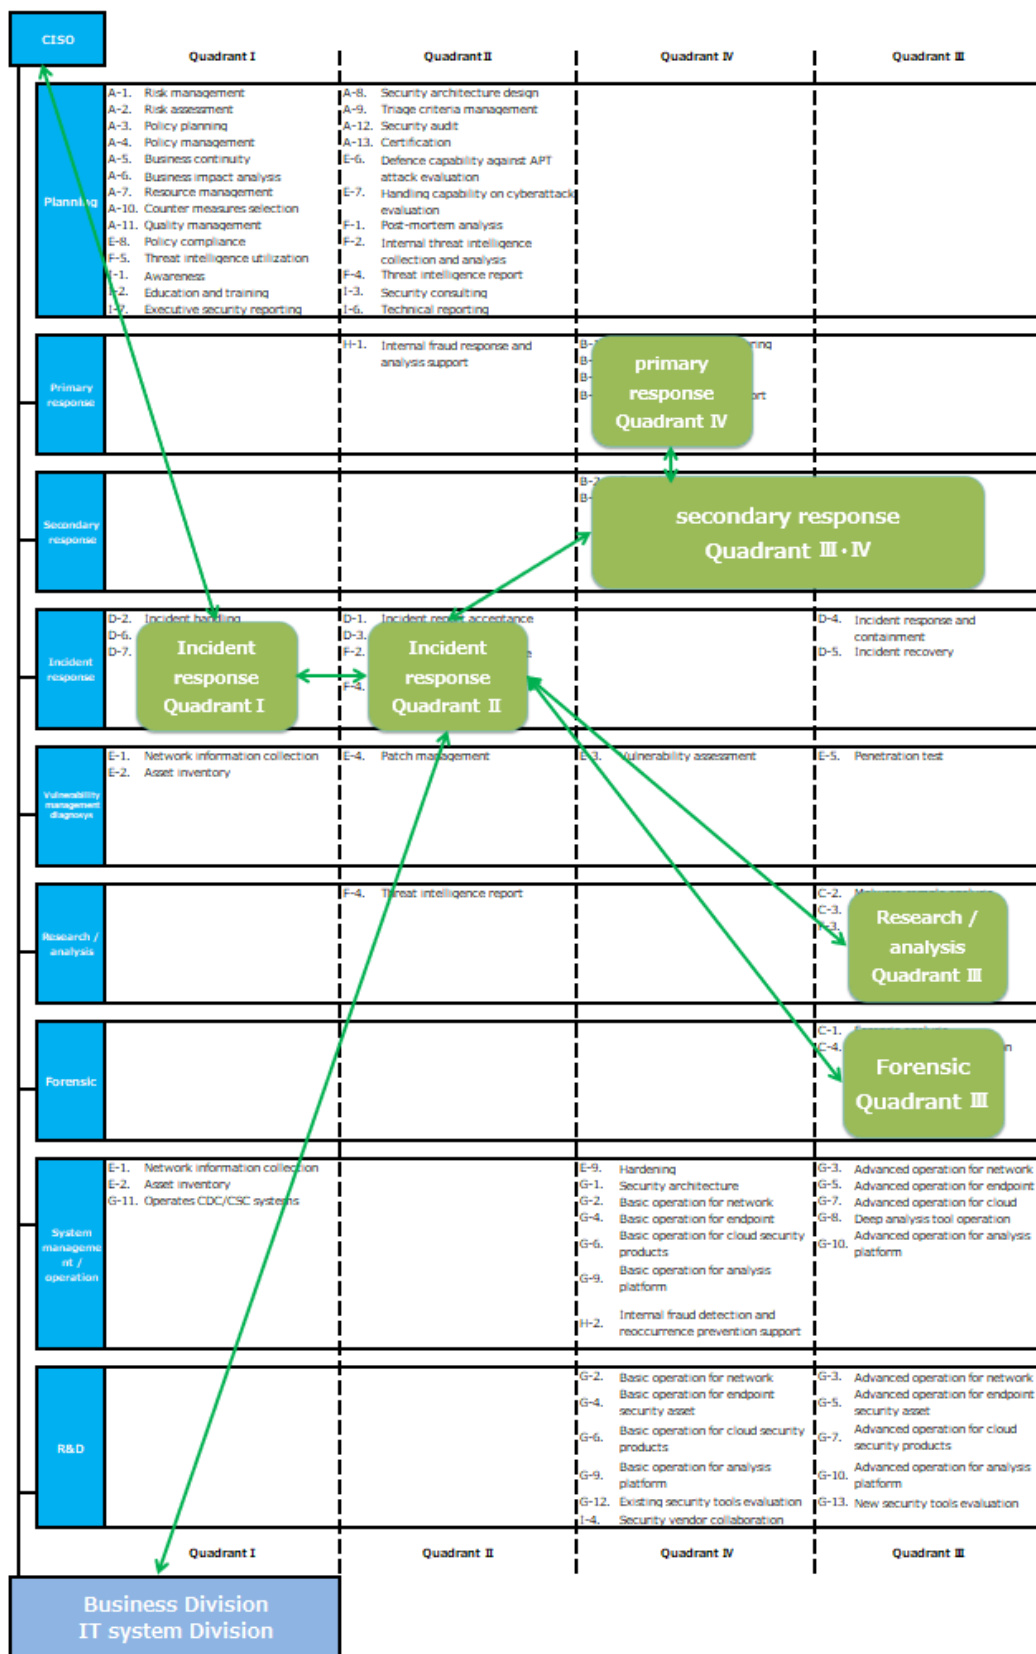 CISO
Quadrant I
Quadrant II
Quadrant IV
Quadrant III
Planning
A-1. Risk management
A-2. Risk assessment
A-3. Policy planning
A-4. Policy management
A-5. Business continuity
A-6. Business impact analysis
A-7. Resource management
A-10. Counter measures selection
A-11. Quality management
E-8. Policy compliance
F-5. Threat intelligence utilization
I-1. Awareness
I-2. Education and training
I-7. Executive security reporting
A-8. Security architecture design
A-9. Triage criteria management
A-12. Security audit
A-13. Certification
E-6. Defence capability against APT
attack evaluation
E-7. Handling capability on cyberattack
evaluation
F-1. Post-mortem analysis
F-2. Internal threat intelligence
collection and analysis
F-4. Threat intelligence report
I-3. Security consulting
I-6. Technical reporting
Primary
response
H-1. Internal fraud response and
analysis support
primary
response
Quadrant IV
Secondary
response
B-2.
secondary response
Quadrant III・IV
Incident
response
D-2. Incident handling
D-6.
D-7.
Incident
response
Quadrant I
D-1. Incident report acceptance
D-3.
F-2.
F-4.
Incident
response
Quadrant II
D-4. Incident response and
containment
D-5. Incident recovery
Vulnerability
management
diagnosys
E-1. Network information collection
E-2. Asset inventory
E-4. Patch management
E-3. Vulnerability assessment
E-5. Penetration test
Research /
analysis
F-4. Threat intelligence report
C-2.
C-3.
F-3.
Research /
analysis
Quadrant III
Forensic
C-1.
C-4.
Forensic
Quadrant III
System
manageme
nt /
operation
E-1. Network information collection
E-2. Asset inventory
G-11. Operates CDC/CSC systems
E-9. Hardening
G-1. Security architecture
G-2. Basic operation for network
G-4. Basic operation for endpoint
G-6. Basic operation for cloud security
products
G-9. Basic operation for analysis
platform
H-2. Internal fraud detection and
reoccurrence prevention support
G-3. Advanced operation for network
G-5. Advanced operation for endpoint
G-7. Advanced operation for cloud
G-8. Deep analysis tool operation
G-10. Advanced operation for analysis
platform
R&D
G-2. Basic operation for network
G-4. Basic operation for endpoint
security asset
G-6. Basic operation for cloud security
products
G-9. Basic operation for analysis
platform
G-12. Existing security tools evaluation
I-4. Security vendor collaboration
G-3. Advanced operation for network
G-5. Advanced operation for endpoint
security asset
G-7. Advanced operation for cloud
security products
G-10. Advanced operation for analysis
platform
G-13. New security tools evaluation
Quadrant I
Quadrant II
Quadrant IV
Quadrant III
Business Division
IT system Division